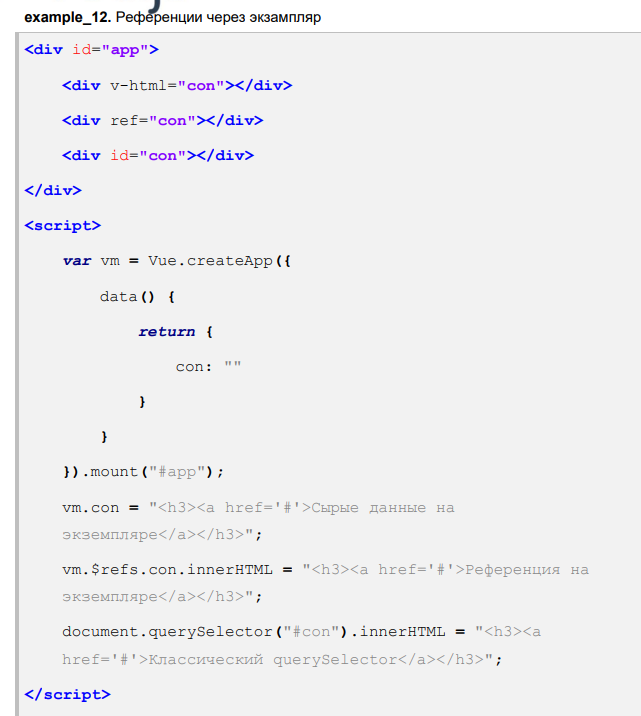 example_12. Референции через экзампляр
<div id="app">
<div v-html="con"></div>
<div ref="con"></div>
<div id="con"></div>
</div>
<script>
var vm = Vue.createApp({
data() {
return {
con: ""
}
}
}).mount("#app");
vm.con = "<h3><a href='#'>Сырые данные на
экземпляре</a></h3>";
vm.$refs.con.innerHTML = "<h3><a href='#'>Референция на
экземпляре</a></h3>";
document.querySelector("#con").innerHTML = "<h3><a
href='#'>Классический querySelector</a></h3>";
</script>